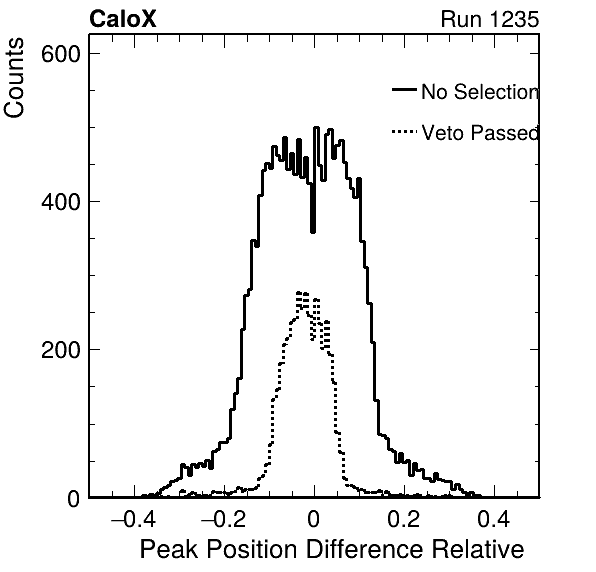 CaloX Run 1235
Counts
600
400
200
0
No Selection
Veto Passed
−0.4 −0.2 0 0.2 0.4
Peak Position Difference Relative